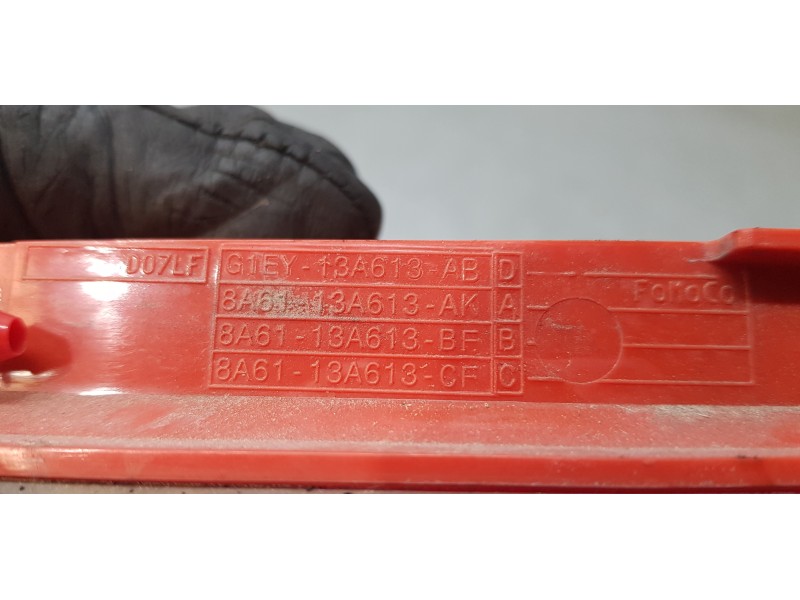 D07LF G1EY-13A613-AB D
8A61-13A613-AK A FoMoCo
8A61-13A613-BF B
8A61-13A613-CF C